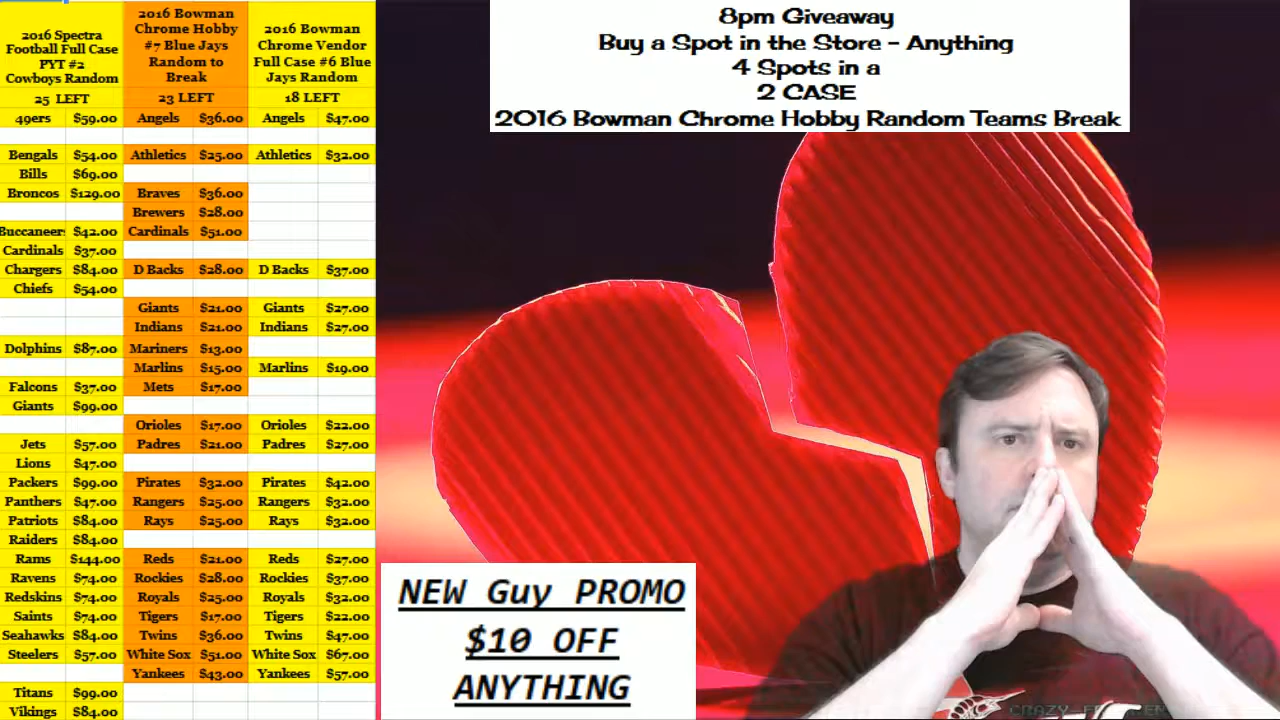 2016 Spectra
Football Full Case
PYT #2
Cowboys Random
25 LEFT
49ers $59.00
Bengals $54.00
Bills $69.00
Broncos $129.00
Buccaneers $42.00
Cardinals $37.00
Chargers $84.00
Chiefs $54.00
Dolphins $87.00
Falcons $37.00
Giants $99.00
Jets $57.00
Lions $47.00
Packers $99.00
Panthers $47.00
Patriots $84.00
Raiders $84.00
Rams $144.00
Ravens $74.00
Redskins $74.00
Saints $74.00
Seahawks $84.00
Steelers $57.00
Titans $99.00
Vikings $84.00
2016 Bowman
Chrome Hobby
#7 Blue Jays
Random to
Break
23 LEFT
Angels $36.00
Athletics $25.00
Braves $36.00
Brewers $28.00
Cardinals $51.00
D Backs $28.00
Giants $21.00
Indians $21.00
Mariners $13.00
Marlins $15.00
Mets $17.00
Orioles $17.00
Padres $21.00
Pirates $32.00
Rangers $25.00
Rays $25.00
Reds $21.00
Rockies $28.00
Royals $25.00
Tigers $17.00
Twins $36.00
White Sox $51.00
Yankees $43.00
2016 Bowman
Chrome Vendor
Full Case #6 Blue
Jays Random
18 LEFT
Angels $47.00
Athletics $32.00
D Backs $37.00
Giants $27.00
Indians $27.00
Marlins $19.00
Orioles $22.00
Padres $27.00
Pirates $42.00
Rangers $32.00
Rays $32.00
Reds $27.00
Rockies $37.00
Royals $32.00
Tigers $22.00
Twins $47.00
White Sox $67.00
Yankees $57.00
8pm Giveaway
Buy a Spot in the Store - Anything
4 Spots in a
2 CASE
2016 Bowman Chrome Hobby Random Teams Break
NEW Guy PROMO
$10 OFF
ANYTHING